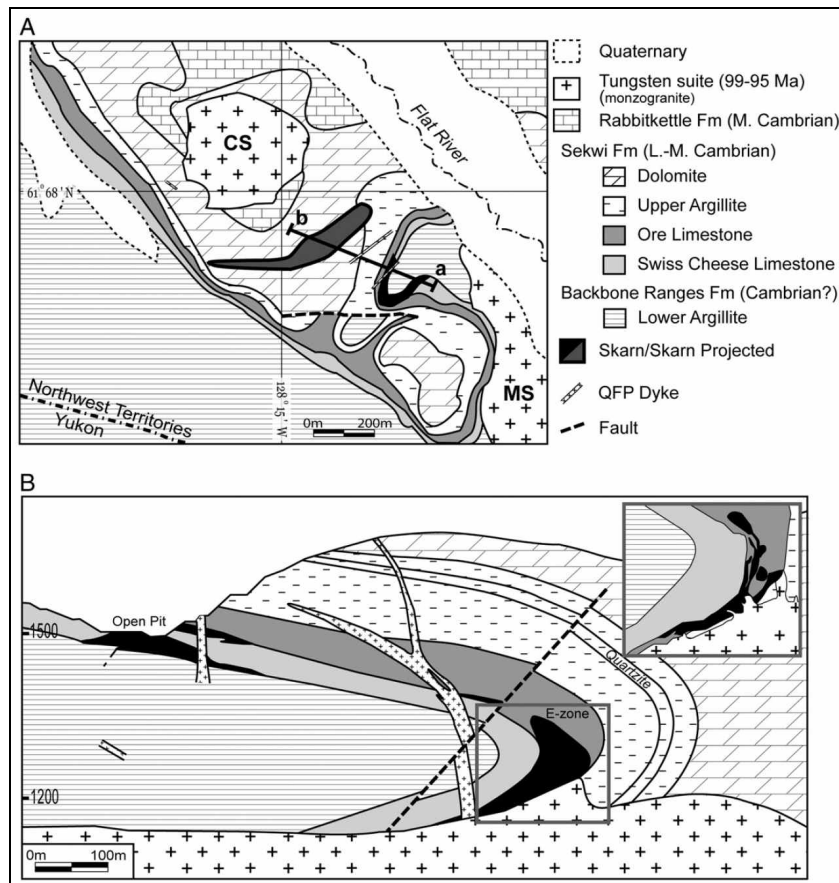 A
Quaternary
Tungsten suite (99-95 Ma)
(monzogranite)
Rabbitkettle Fm (M. Cambrian)
Sekwi Fm (L.-M. Cambrian)
Dolomite
Upper Argillite
Ore Limestone
Swiss Cheese Limestone
Backbone Ranges Fm (Cambrian?)
Lower Argillite
Skarn/Skarn Projected
QFP Dyke
Fault
Flat River
CS
61°68'N
b
a
MS
Northwest Territories
Yukon
128°15'W
0m 200m
B
Open Pit
1500
Quartzite
E-zone
1200
0m 100m